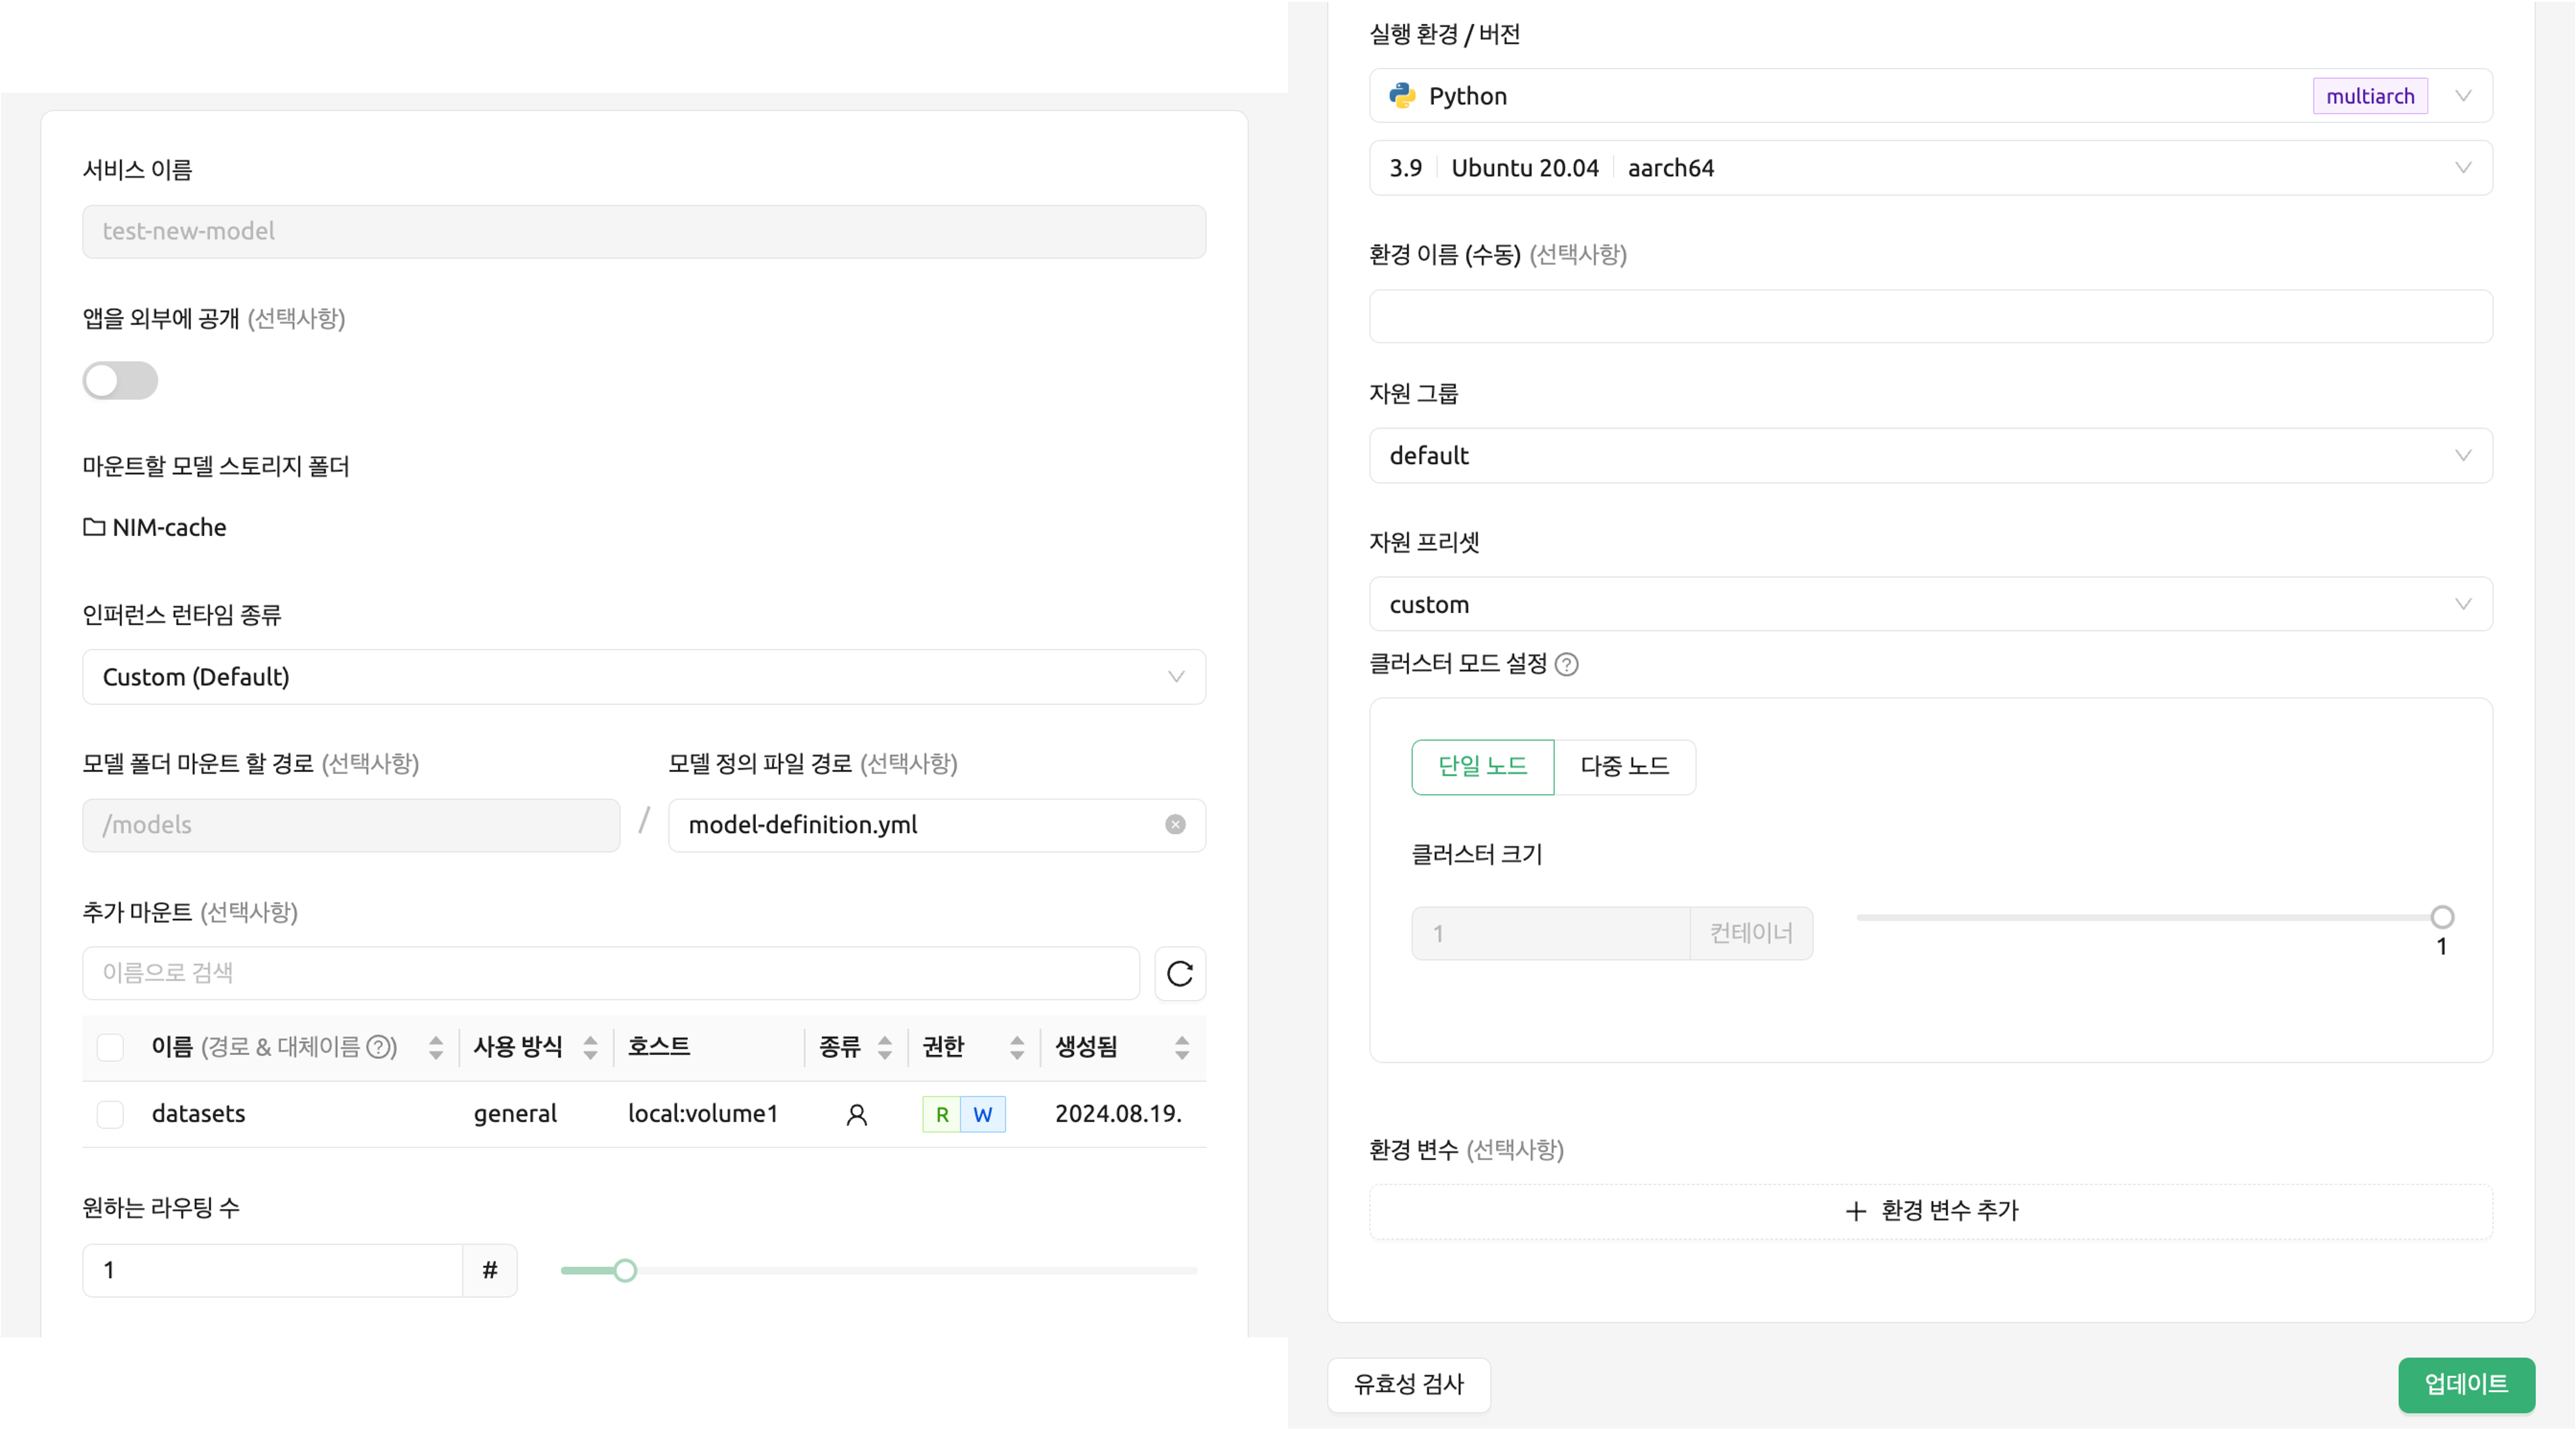 서비스 이름
test-new-model
앱을 외부에 공개 (선택사항)
마운트할 모델 스토리지 폴더
NIM-cache
인퍼런스 런타임 종류
Custom (Default)
모델 폴더 마운트 할 경로 (선택사항)
모델 정의 파일 경로 (선택사항)
/models / model-definition.yml
추가 마운트 (선택사항)
이름으로 검색
이름 (경로 & 대체이름 ?) 사용 방식 호스트 종류 권한 생성됨
datasets general local:volume1 R W 2024.08.19.
원하는 라우팅 수
1 #
실행 환경 / 버전
Python multiarch
3.9 Ubuntu 20.04 aarch64
환경 이름 (수동) (선택사항)
자원 그룹
default
자원 프리셋
custom
클러스터 모드 설정 ?
단일 노드 다중 노드
클러스터 크기
1 컨테이너
1
환경 변수 (선택사항)
+ 환경 변수 추가
유효성 검사 업데이트